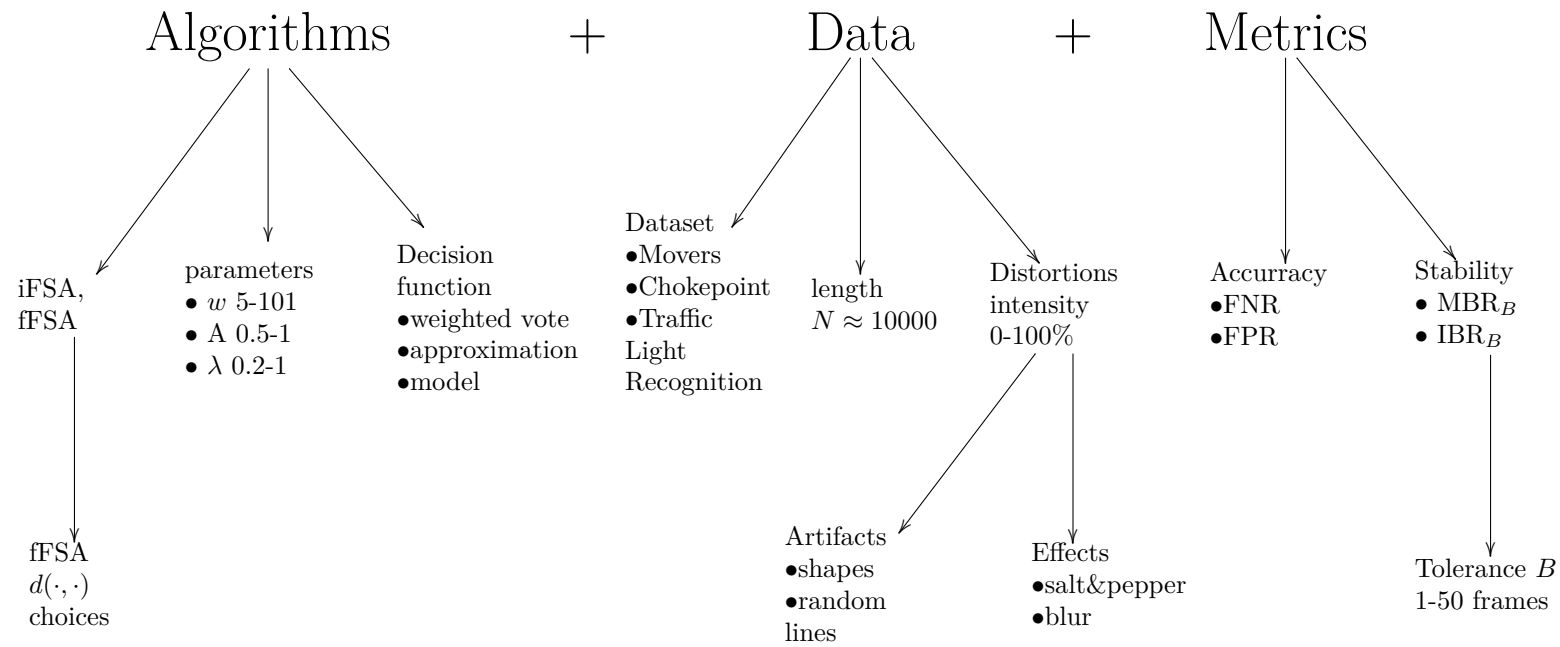 Algorithms + Data + Metrics
iFSA,
fFSA
parameters
• w 5-101
• A 0.5-1
• λ 0.2-1
Decision
function
•weighted vote
•approximation
•model
Dataset
•Movers
•Chokepoint
•Traffic
Light
Recognition
length
N ≈ 10000
Distortions
intensity
0-100%
Accurracy
•FNR
•FPR
Stability
• MBR_B
• IBR_B
fFSA
d(·, ·)
choices
Artifacts
•shapes
•random
lines
Effects
•salt&pepper
•blur
Tolerance B
1-50 frames